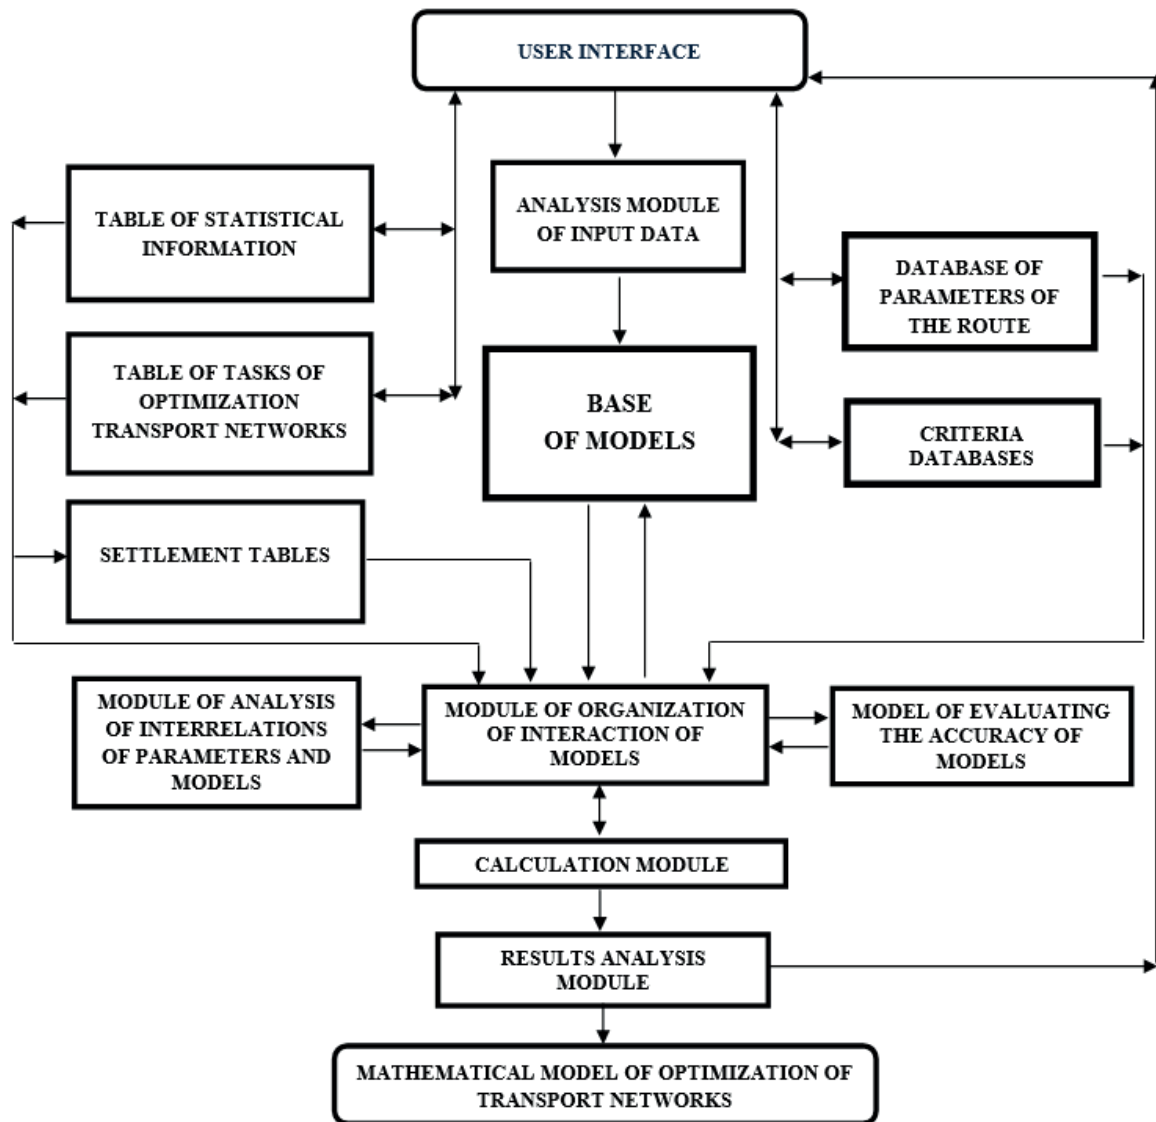 USER INTERFACE
TABLE OF STATISTICAL
INFORMATION
ANALYSIS MODULE
OF INPUT DATA
DATABASE OF
PARAMETERS OF
THE ROUTE
TABLE OF TASKS OF
OPTIMIZATION
TRANSPORT NETWORKS
BASE
OF MODELS
CRITERIA
DATABASES
SETTLEMENT TABLES
MODULE OF ANALYSIS
OF INTERRELATIONS
OF PARAMETERS AND
MODELS
MODULE OF ORGANIZATION
OF INTERACTION OF
MODELS
MODEL OF EVALUATING
THE ACCURACY OF
MODELS
CALCULATION MODULE
RESULTS ANALYSIS
MODULE
MATHEMATICAL MODEL OF OPTIMIZATION OF
TRANSPORT NETWORKS